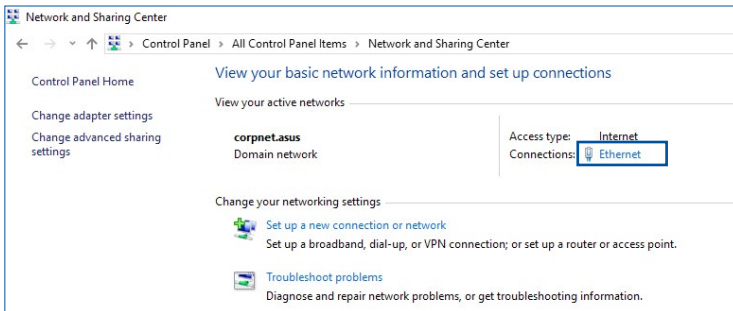 Network and Sharing Center
Control Panel > All Control Panel Items > Network and Sharing Center
Control Panel Home
Change adapter settings
Change advanced sharing
settings
View your basic network information and set up connections
View your active networks
corpnet.asus
Domain network
Access type: Internet
Connections: Ethernet
Change your networking settings
Set up a new connection or network
Set up a broadband, dial-up, or VPN connection; or set up a router or access point.
Troubleshoot problems
Diagnose and repair network problems, or get troubleshooting information.